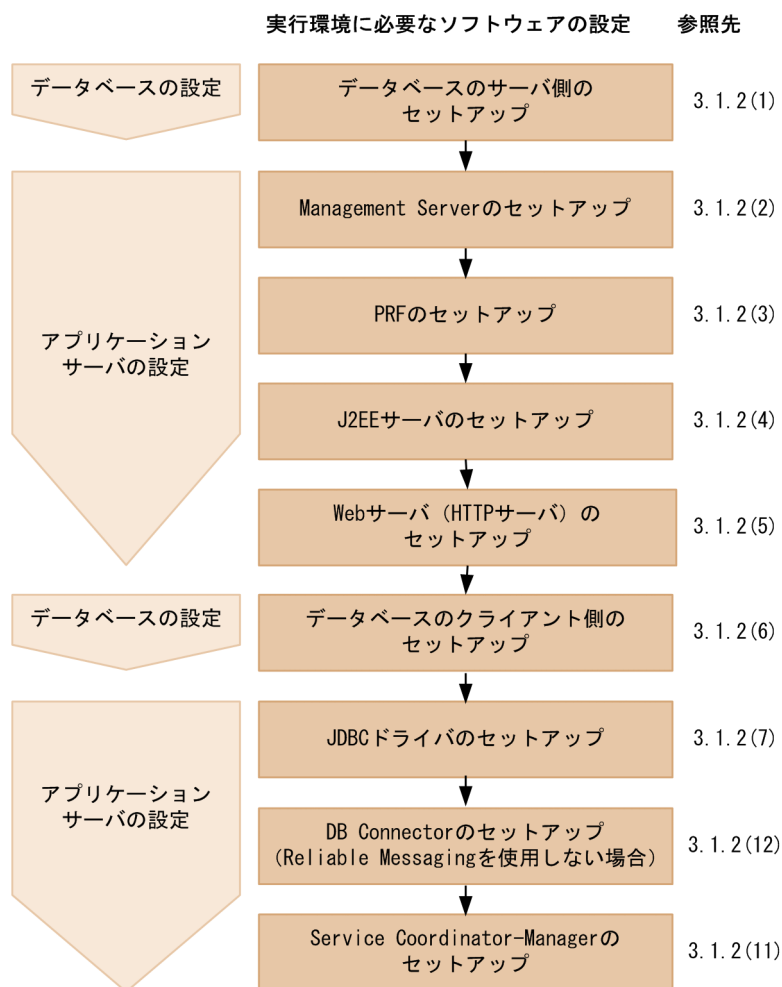 実行環境に必要なソフトウェアの設定 参照先
データベースの設定
データベースのサーバ側の
セットアップ
3.1.2(1)
アプリケーション
サーバの設定
Management Serverのセットアップ
3.1.2(2)
PRFのセットアップ
3.1.2(3)
J2EEサーバのセットアップ
3.1.2(4)
Webサーバ（HTTPサーバ）の
セットアップ
3.1.2(5)
データベースの設定
データベースのクライアント側の
セットアップ
3.1.2(6)
アプリケーション
サーバの設定
JDBCドライバのセットアップ
3.1.2(7)
DB Connectorのセットアップ
（Reliable Messagingを使用しない場合）
3.1.2(12)
Service Coordinator-Managerの
セットアップ
3.1.2(11)